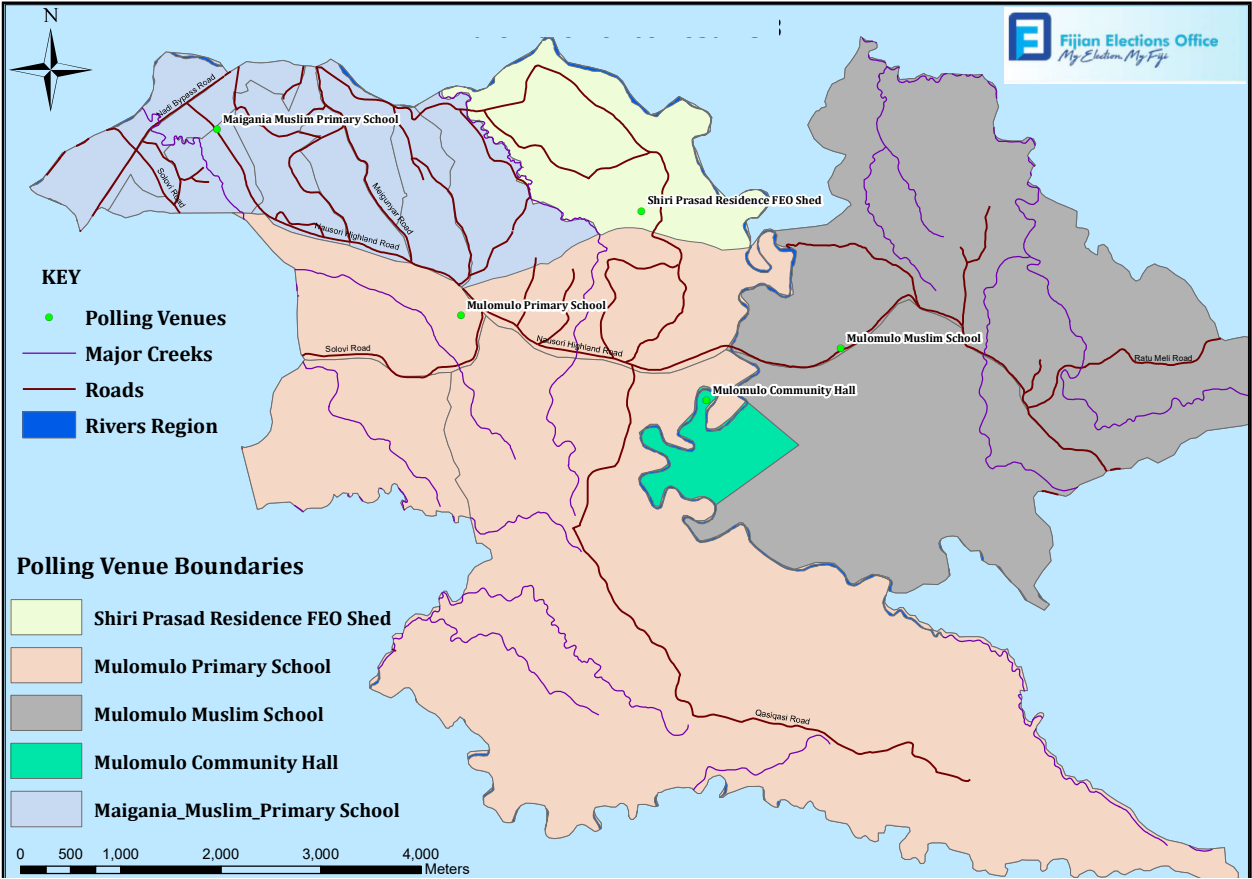 N
Fijian Elections Office
My Election, My Fiji
Nadi Bypass Road
Maigania Muslim Primary School
Solovi Road
Meigunyar Road
Nausori Highland Road
Shiri Prasad Residence FEO Shed
KEY
Polling Venues
Major Creeks
Roads
Rivers Region
Mulomulo Primary School
Solovi Road
Nausori Highland Road
Mulomulo Muslim School
Ratu Meli Road
Mulomulo Community Hall
Qasiqasi Road
Polling Venue Boundaries
Shiri Prasad Residence FEO Shed
Mulomulo Primary School
Mulomulo Muslim School
Mulomulo Community Hall
Maigania_Muslim_Primary School
0 500 1,000 2,000 3,000 4,000
Meters